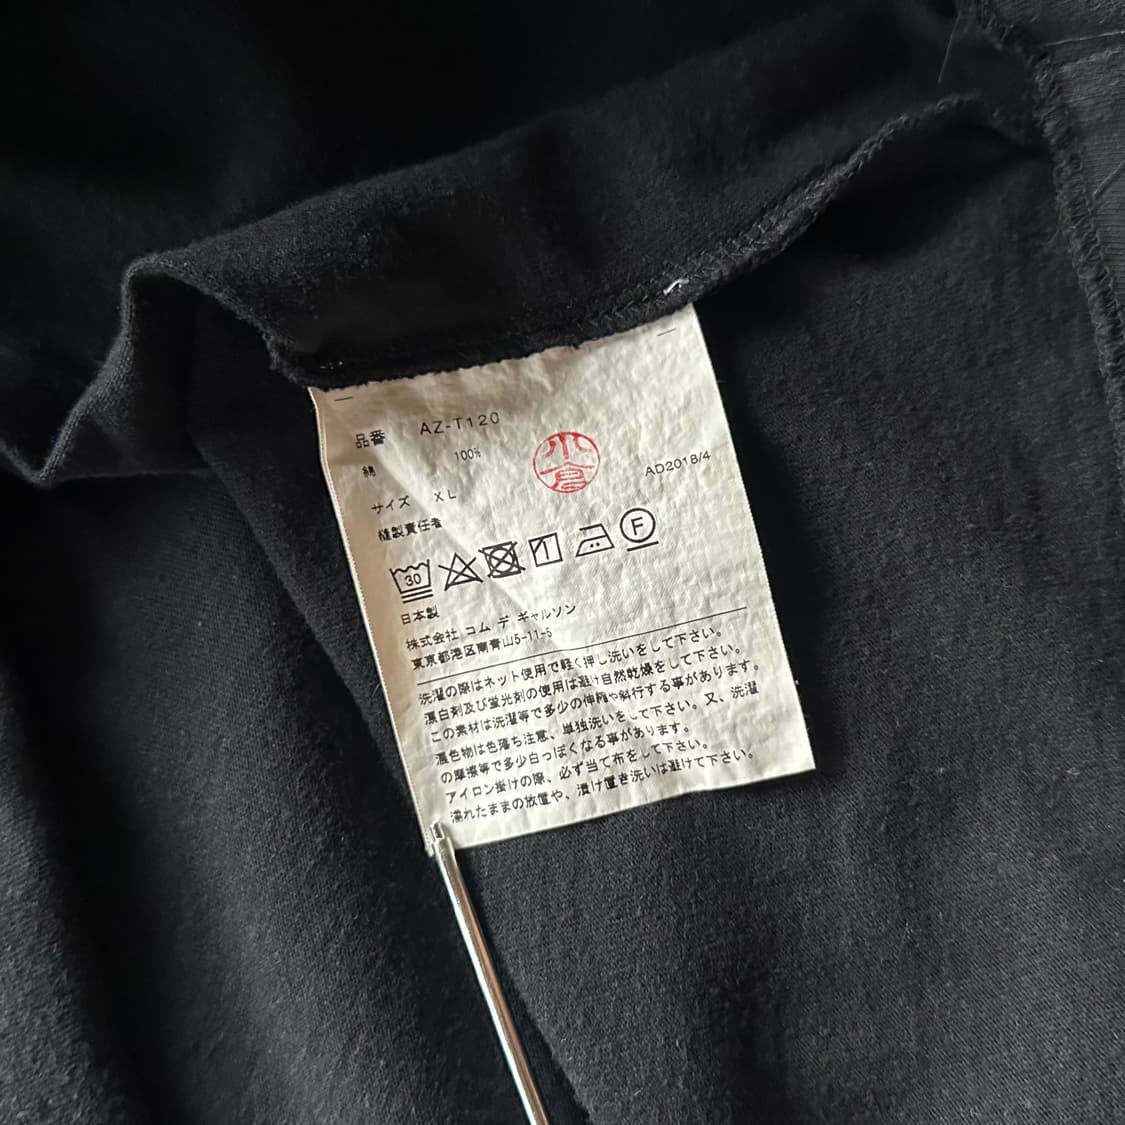 品番 AZ-T120
綿 100%
小倉
AD2018/4
サイズ XL
縫製責任者
30
F
日本製
株式会社 コム デ ギャルソン
東京都港区南青山5-11-5
洗濯の際はネット使用で軽く押し洗いをして下さい。
漂白剤及び蛍光剤の使用は避け自然乾燥をして下さい。
この素材は洗濯等で多少の伸縮や斜行する事があります。
濃色物は色落ち注意、単独洗いをして下さい。又、洗濯
の摩擦等で多少白っぽくなる事があります。
アイロン掛けの際、必ず当て布をして下さい。
濡れたままの放置や、漬け置き洗いは避けて下さい。